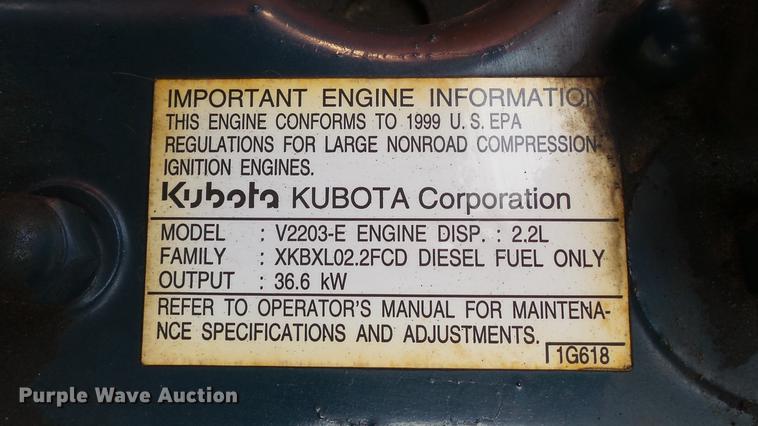 IMPORTANT ENGINE INFORMATION
THIS ENGINE CONFORMS TO 1999 U.S. EPA
REGULATIONS FOR LARGE NONROAD COMPRESSION
IGNITION ENGINES.
Kubota KUBOTA Corporation
MODEL : V2203-E ENGINE DISP. : 2.2L
FAMILY : XKBXL02.2FCD DIESEL FUEL ONLY
OUTPUT : 36.6 kW
REFER TO OPERATOR'S MANUAL FOR MAINTENA-
NCE SPECIFICATIONS AND ADJUSTMENTS.
1G618
Purple Wave Auction